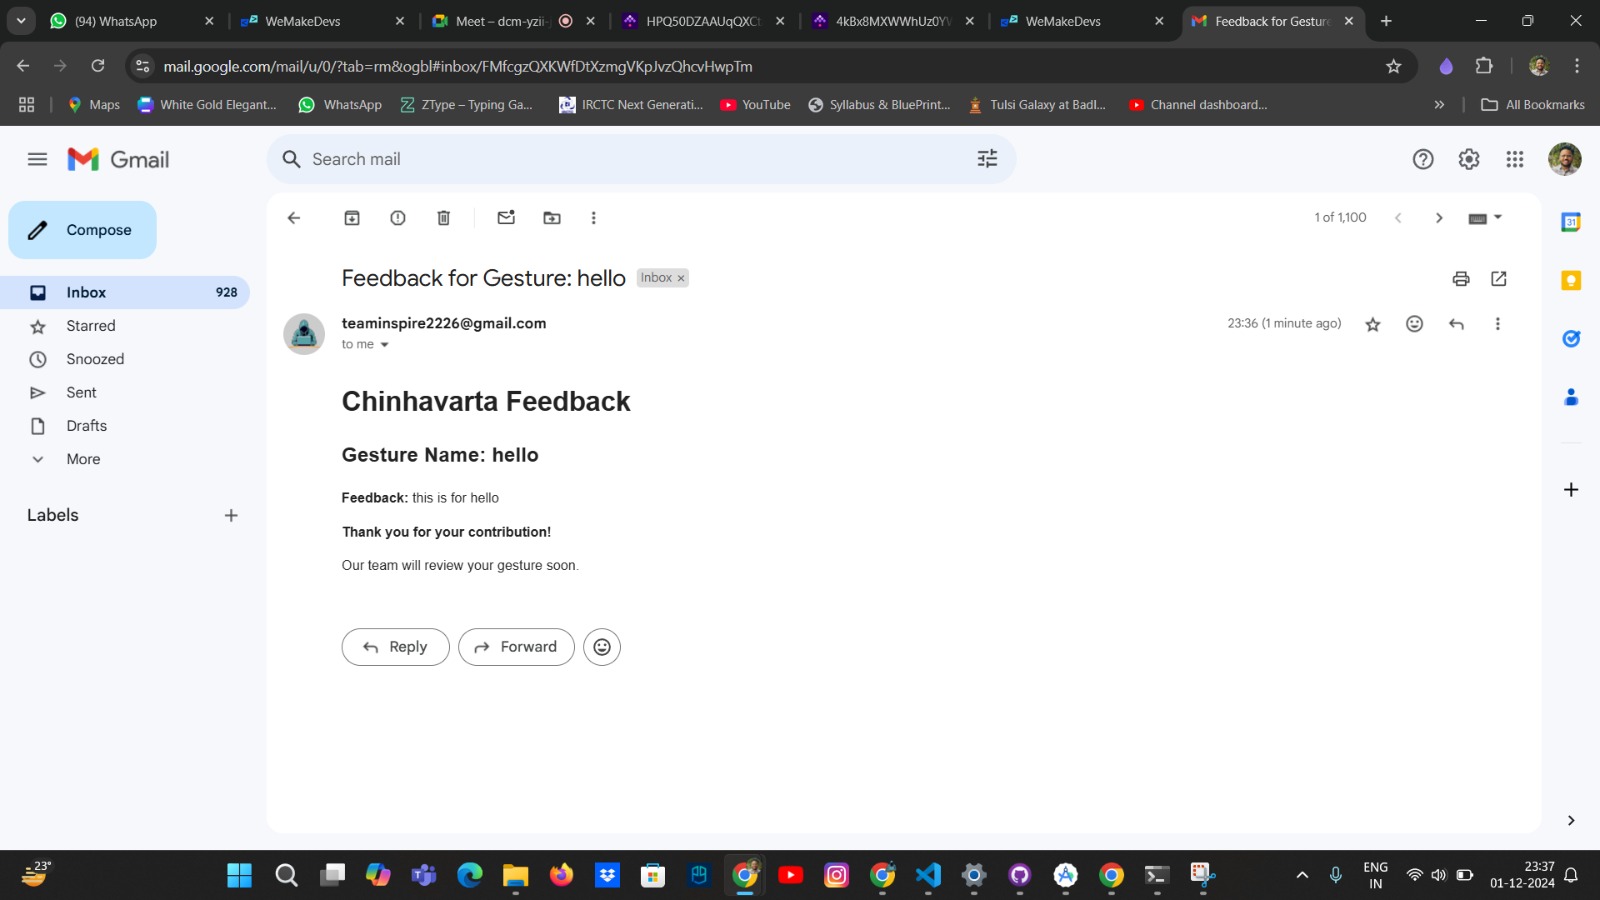 (94) WhatsApp
WeMakeDevs
Meet – dcm-yzii-
HPQ50DZAAUqQXCt
4kBx8MXWWhUz0YV
WeMakeDevs
Feedback for Gesture
mail.google.com/mail/u/0/?tab=rm&ogbl#inbox/FMfcgzQXKWfDtXzmgVKpJvzQhcvHwpTm
Maps
White Gold Elegant...
WhatsApp
ZType – Typing Ga...
IRCTC Next Generati...
YouTube
Syllabus & BluePrint...
Tulsi Galaxy at Badl...
Channel dashboard...
All Bookmarks
Gmail
Search mail
Compose
1 of 1,100
Inbox 928
Starred
Snoozed
Sent
Drafts
More
Labels
Feedback for Gesture: hello
Inbox
teaminspire2226@gmail.com
23:36 (1 minute ago)
to me
Chinhavarta Feedback
Gesture Name: hello
Feedback: this is for hello
Thank you for your contribution!
Our team will review your gesture soon.
Reply
Forward
31
23°
ENG
IN
23:37
01-12-2024